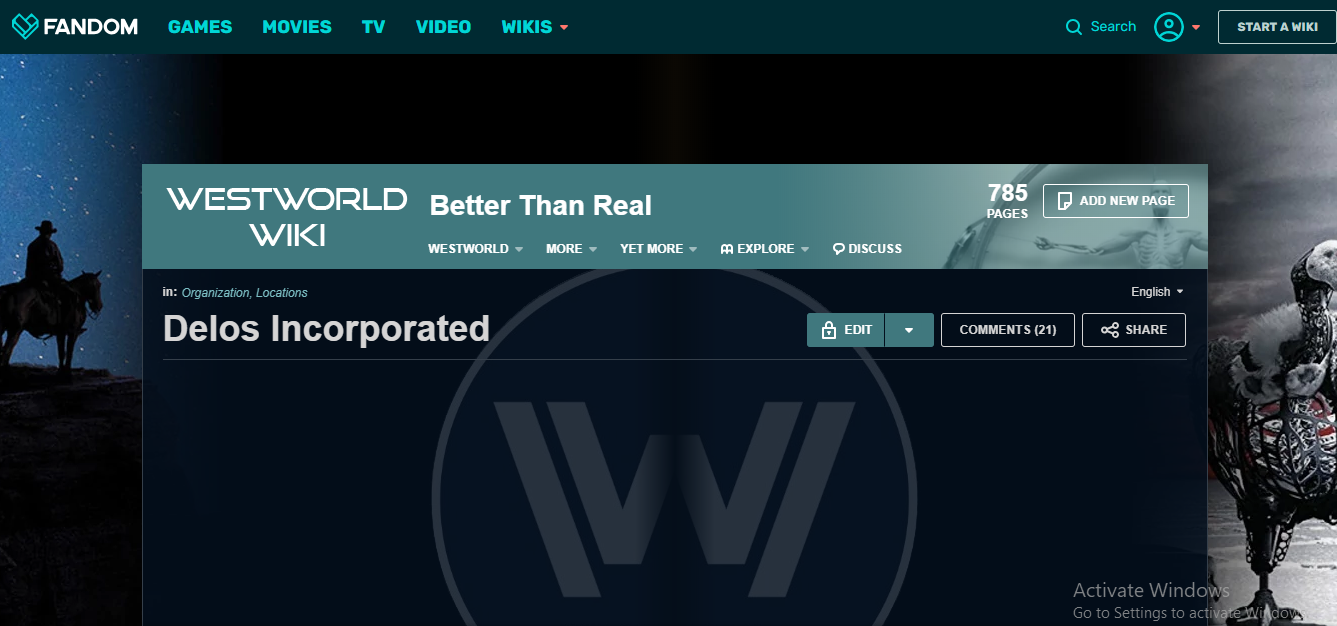 FANDOM GAMES MOVIES TV VIDEO WIKIS Search START A WIKI
WESTWORLD
WIKI
Better Than Real
785
PAGES
ADD NEW PAGE
WESTWORLD MORE YET MORE EXPLORE DISCUSS
in: Organization, Locations
English
Delos Incorporated
EDIT COMMENTS (21) SHARE
W
Activate Windows
Go to Settings to activate Windows